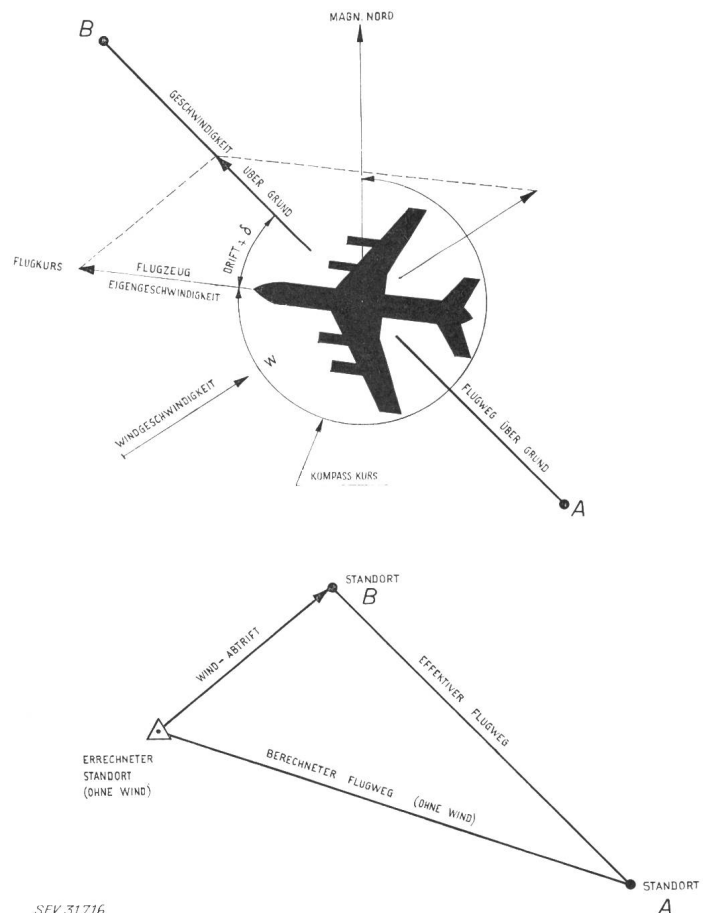 MAGN. NORD
B
GESCHWINDIGKEIT
ÜBER GRUND
DRIFT + δ
FLUGKURS
FLUGZEUG
EIGENGESCHWINDIGKEIT
W
WINDGESCHWINDIGKEIT
FLUGWEG ÜBER GRUND
KOMPASS KURS
A
STANDORT
B
WIND-ABTRIFT
EFFEKTIVER FLUGWEG
ERRECHNETER
STANDORT
(OHNE WIND)
BERECHNETER FLUGWEG (OHNE WIND)
STANDORT
A
SEV 31716